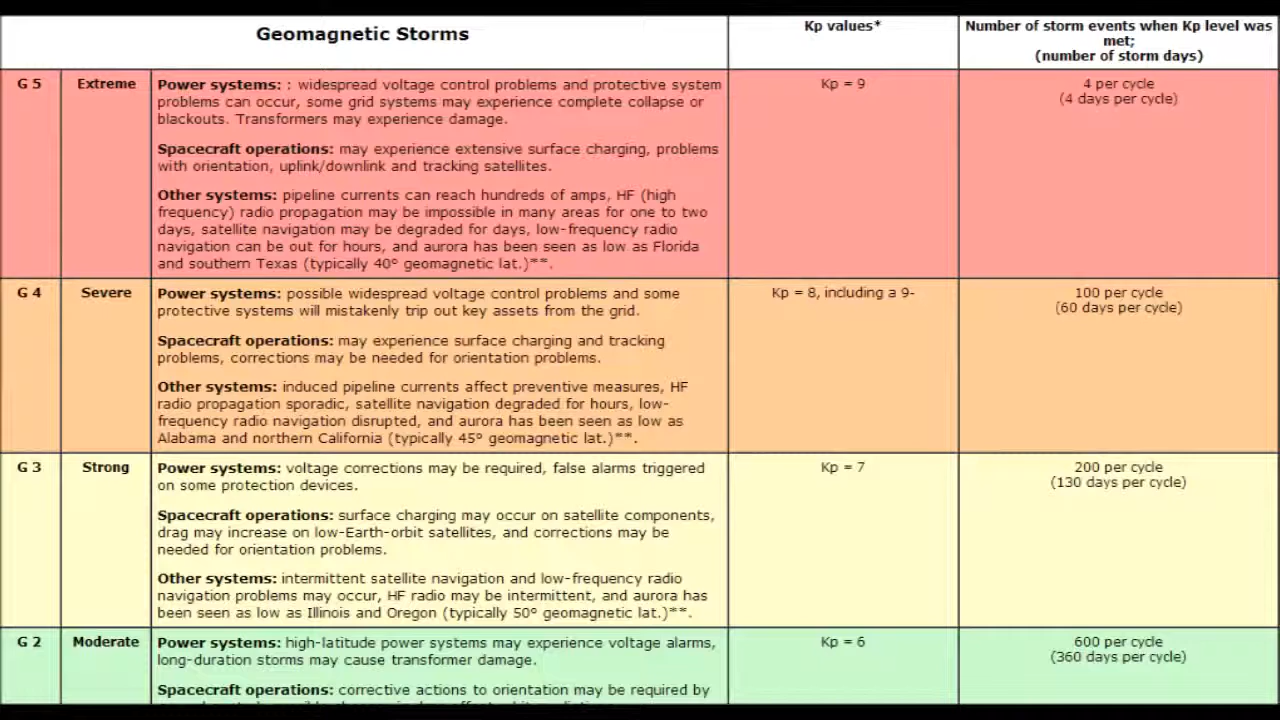 Geomagnetic Storms
Kp values*
Number of storm events when Kp level was
met;
(number of storm days)
G 5
Extreme
Power systems: : widespread voltage control problems and protective system
problems can occur, some grid systems may experience complete collapse or
blackouts. Transformers may experience damage.
Spacecraft operations: may experience extensive surface charging, problems
with orientation, uplink/downlink and tracking satellites.
Other systems: pipeline currents can reach hundreds of amps, HF (high
frequency) radio propagation may be impossible in many areas for one to two
days, satellite navigation may be degraded for days, low-frequency radio
navigation can be out for hours, and aurora has been seen as low as Florida
and southern Texas (typically 40° geomagnetic lat.)**.
Kp = 9
4 per cycle
(4 days per cycle)
G 4
Severe
Power systems: possible widespread voltage control problems and some
protective systems will mistakenly trip out key assets from the grid.
Spacecraft operations: may experience surface charging and tracking
problems, corrections may be needed for orientation problems.
Other systems: induced pipeline currents affect preventive measures, HF
radio propagation sporadic, satellite navigation degraded for hours, low-
frequency radio navigation disrupted, and aurora has been seen as low as
Alabama and northern California (typically 45° geomagnetic lat.)**.
Kp = 8, including a 9-
100 per cycle
(60 days per cycle)
G 3
Strong
Power systems: voltage corrections may be required, false alarms triggered
on some protection devices.
Spacecraft operations: surface charging may occur on satellite components,
drag may increase on low-Earth-orbit satellites, and corrections may be
needed for orientation problems.
Other systems: intermittent satellite navigation and low-frequency radio
navigation problems may occur, HF radio may be intermittent, and aurora has
been seen as low as Illinois and Oregon (typically 50° geomagnetic lat.)**.
Kp = 7
200 per cycle
(130 days per cycle)
G 2
Moderate
Power systems: high-latitude power systems may experience voltage alarms,
long-duration storms may cause transformer damage.
Spacecraft operations: corrective actions to orientation may be required by
Kp = 6
600 per cycle
(360 days per cycle)